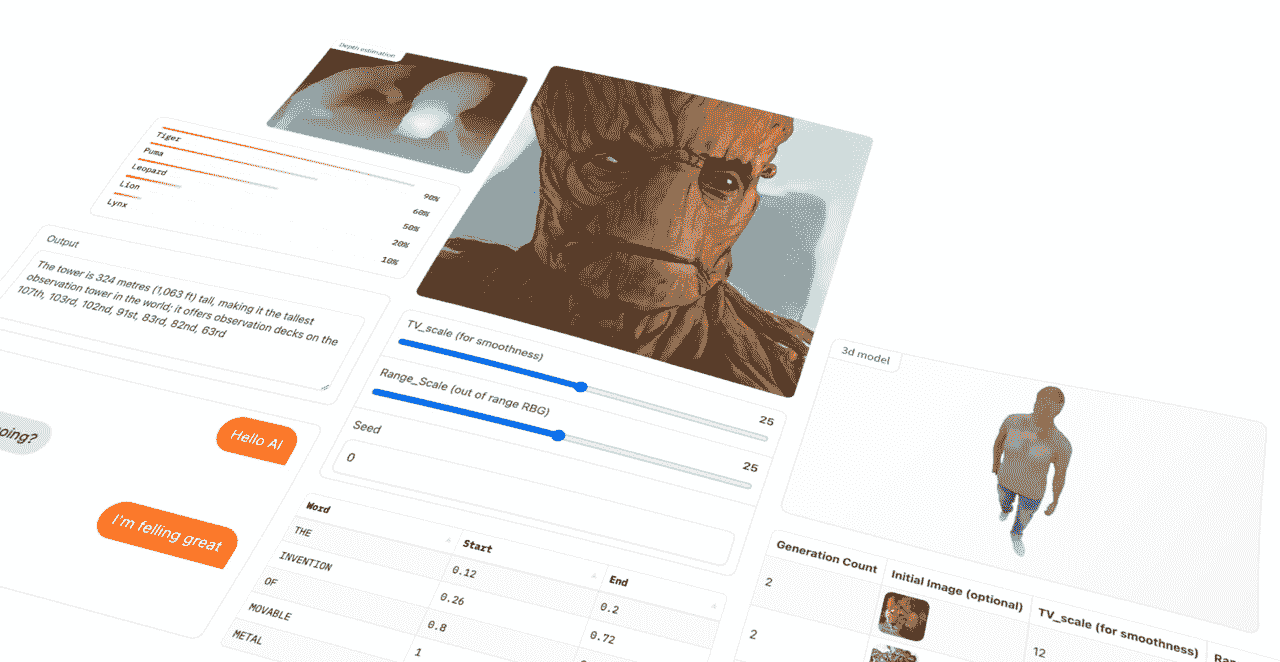 Depth estimation
Tiger
Puma
Leopard
Lion
Lynx
90%
60%
50%
20%
10%
Output
The tower is 324 metres (1,063 ft) tall, making it the tallest
observation tower in the world; it offers observation decks on the
107th, 103rd, 102nd, 91st, 83rd, 82nd, 63rd
oing?
Hello AI
I'm felling great
TV_scale (for smoothness)
25
Range_Scale (out of range RBG)
25
Seed
0
Word Start End
THE 0.12 0.2
INVENTION 0.26 0.72
OF 0.8
MOVABLE 1
METAL
3d model
Generation Count Initial Image (optional) TV_scale (for smoothness) Ran
2 12
2